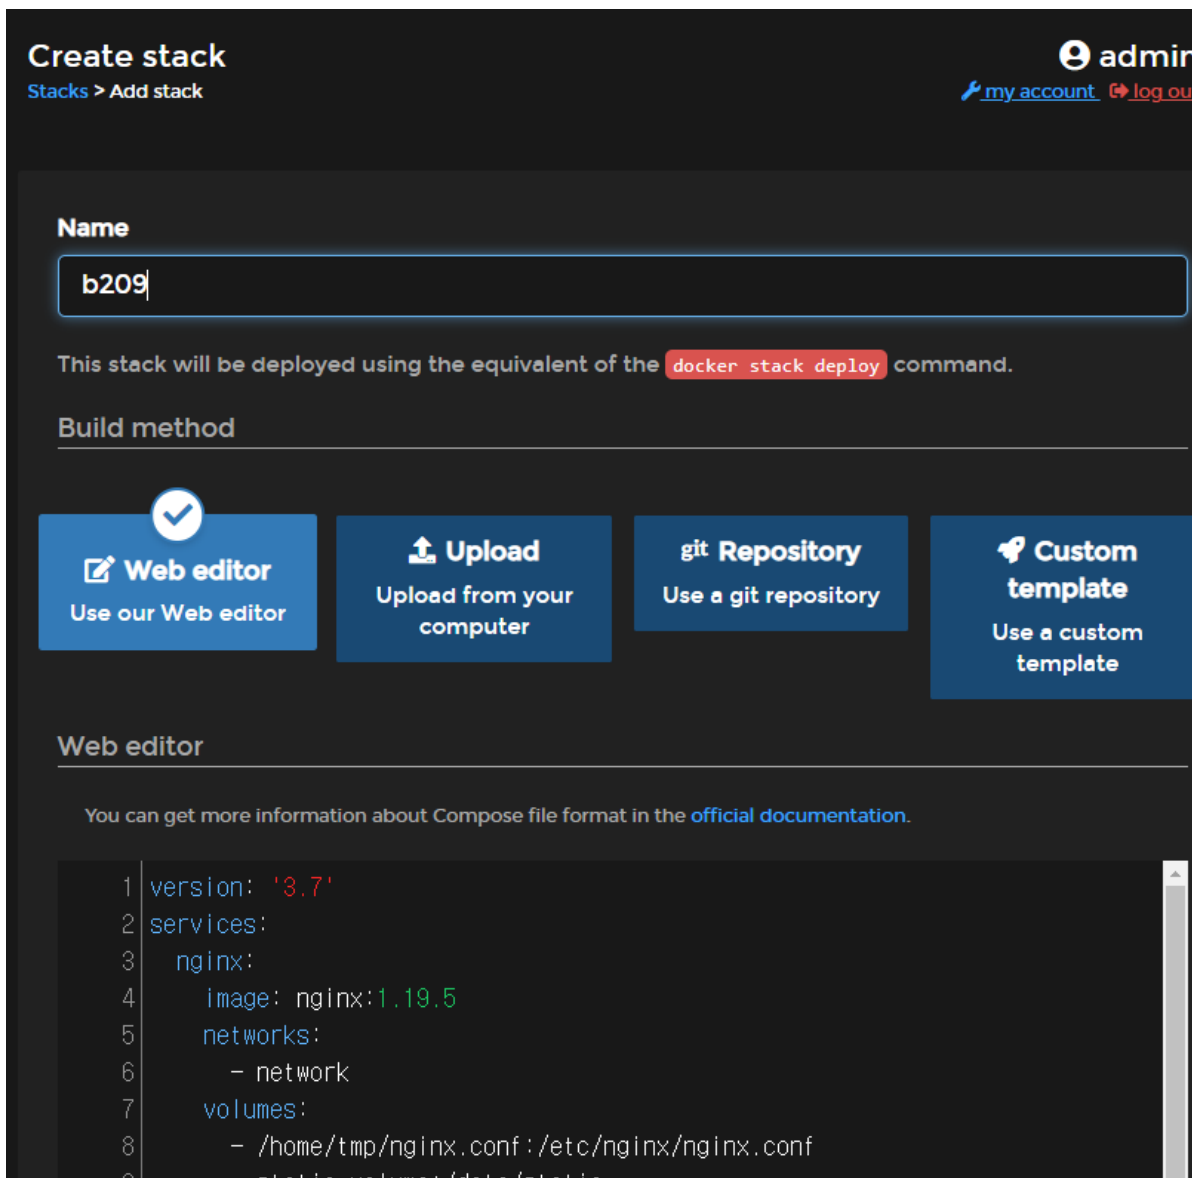 Create stack
admin
Stacks > Add stack
my account log ou
Name
b209
This stack will be deployed using the equivalent of the docker stack deploy command.
Build method
Web editor
Use our Web editor
Upload
Upload from your
computer
git Repository
Use a git repository
Custom
template
Use a custom
template
Web editor
You can get more information about Compose file format in the official documentation.
1 version: '3.7'
2 services:
3 nginx:
4 image: nginx:1.19.5
5 networks:
6 - network
7 volumes:
8 - /home/tmp/nginx.conf:/etc/nginx/nginx.conf